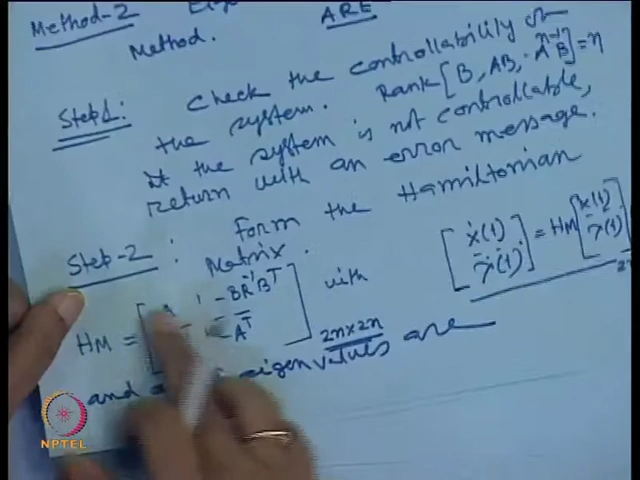 Method-2
ARE
Method.
Step1: Check the controllability of
the system. Rank[B, AB, .. Aⁿ⁻¹B]=n
If the system is not controllable,
return with an error message.
Step-2: Form the Hamiltonian
Matrix.
HM = [ A -BR⁻¹Bᵀ
-Aᵀ ] 2n×2n with
[ẋ(t) λ̇(t)] = HM [x(t) λ(t)]
and eigenvalues are
NPTEL